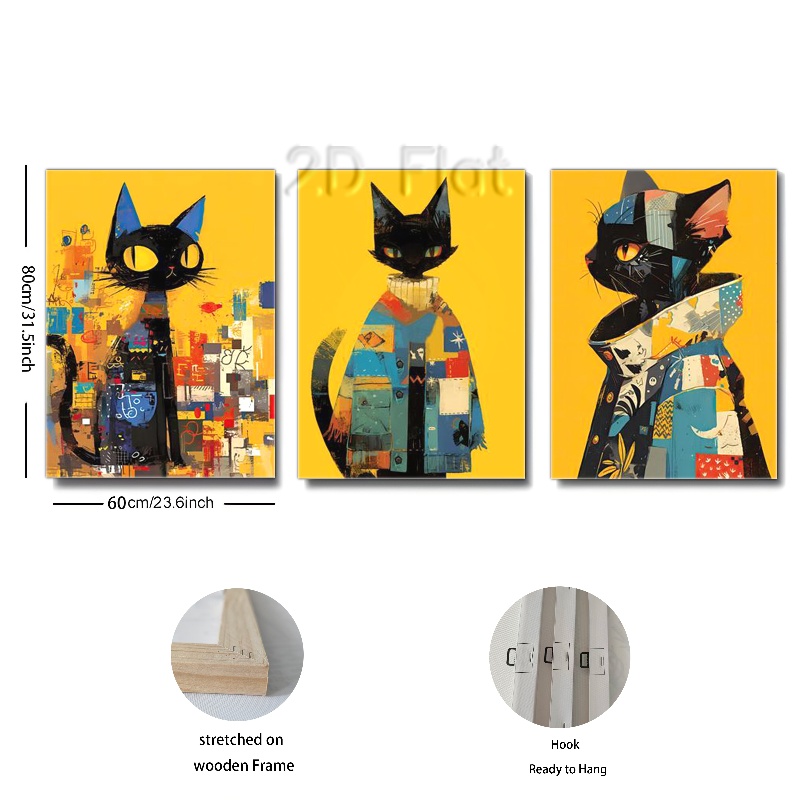 2D Flat
80cm/31.5inch
60cm/23.6inch
stretched on
wooden Frame
Hook
Ready to Hang